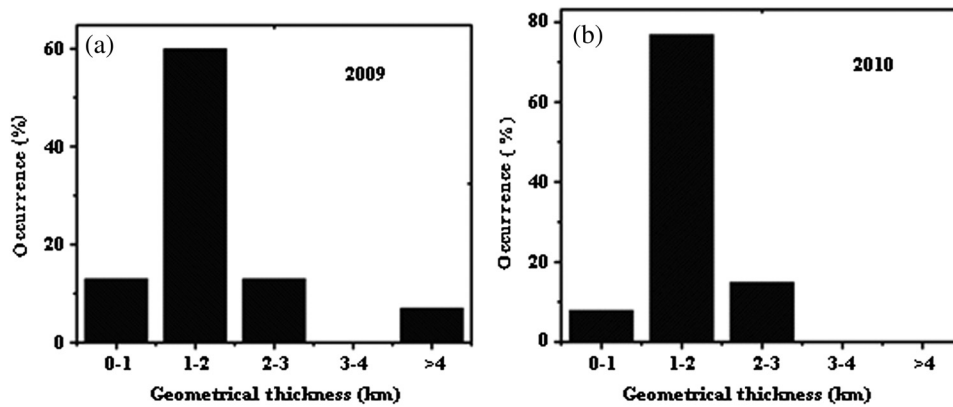 (a)
2009
60
40
20
0
Occurrence (%)
0-1 1-2 2-3 3-4 >4
Geometrical thickness (km)
(b)
2010
80
60
40
20
0
Occurrence ( %)
0-1 1-2 2-3 3-4 >4
Geometrical thickness (km)